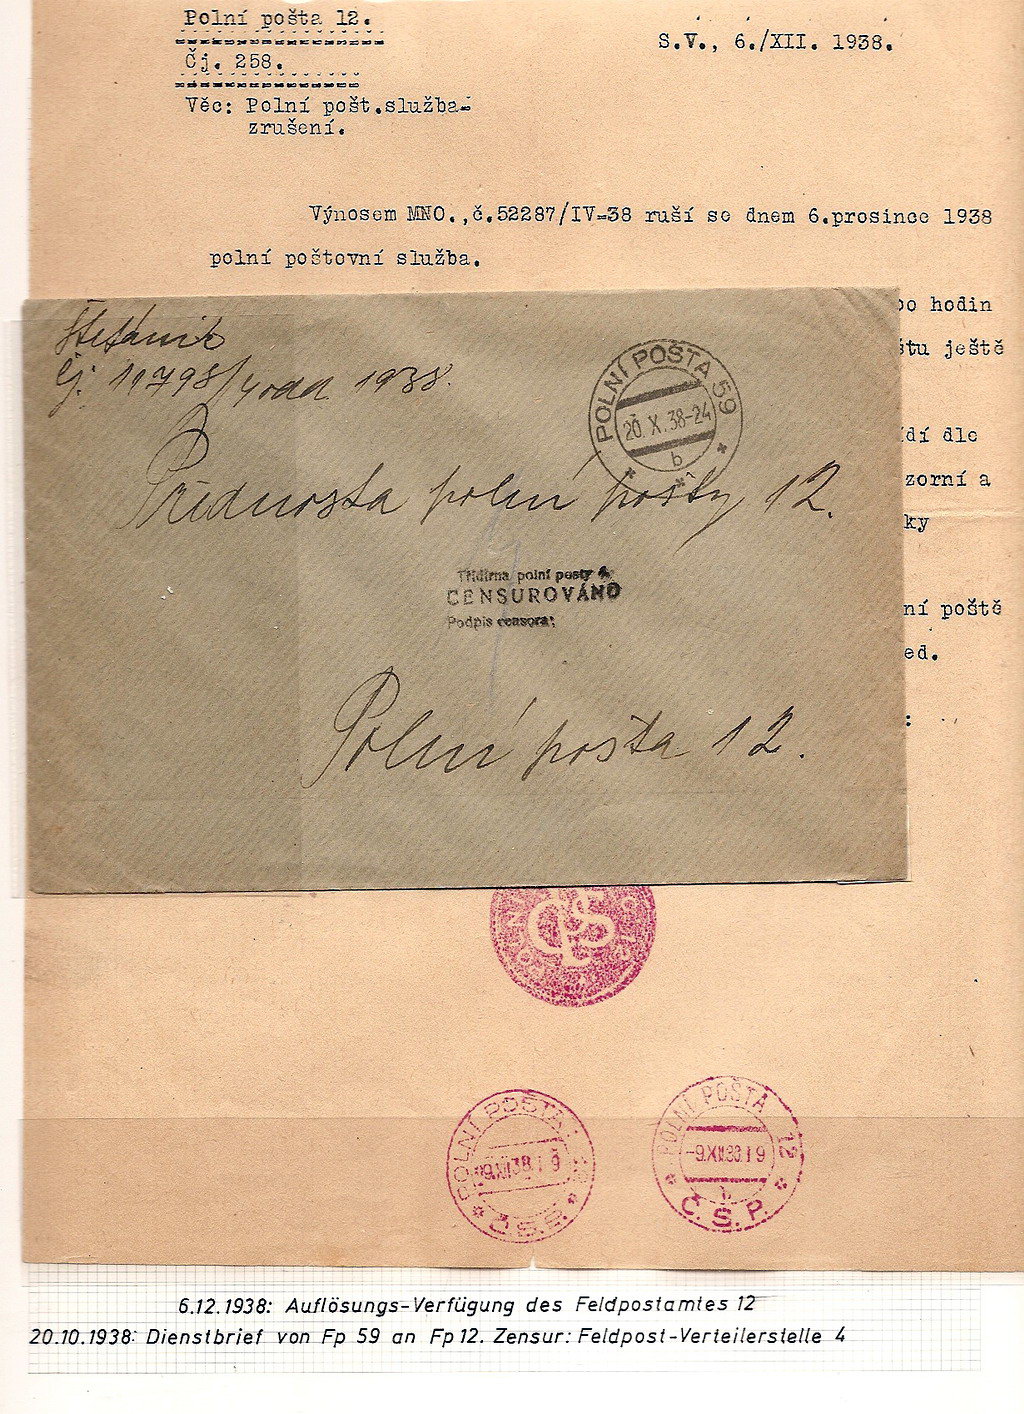 Polní pošta 12.
Čj. 258.
S.V., 6./XII. 1938.
Věc: Polní pošt.služba-
zrušení.
Výnosem MNO.,č.52287/IV-38 ruší se dnem 6.prosince 1938
polní poštovní služba.
hodin
ještě
dle
zorní a
ky
ní poště
ed.
:
Štefánik
Čj. 11798/ 1938.
POLNÍ POŠTA 59
20. X. 38-24
b
Přednosta polní pošty 12.
Třídírna polní pošty 4.
CENSUROVÁNO
Podpis censora:
Polní pošta 12.
POLNÍ POŠTA
Č.S.P.
POLNÍ POŠTA 12
-9.XII.38.19
b
Č.S.P.
6.12.1938: Auflösungs-Verfügung des Feldpostamtes 12
20.10.1938: Dienstbrief von Fp 59 an Fp 12. Zensur: Feldpost-Verteilerstelle 4